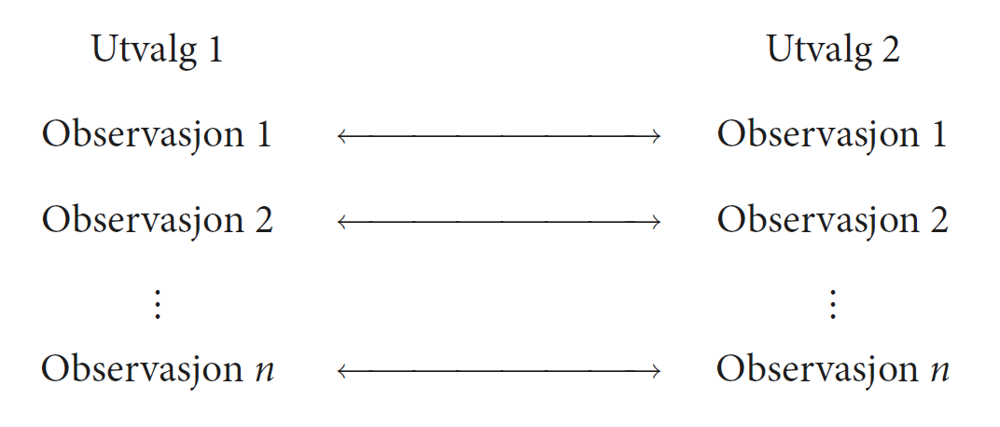 Utvalg 1 Utvalg 2
Observasjon 1 Observasjon 1
Observasjon 2 Observasjon 2
⋮ ⋮
Observasjon n Observasjon n